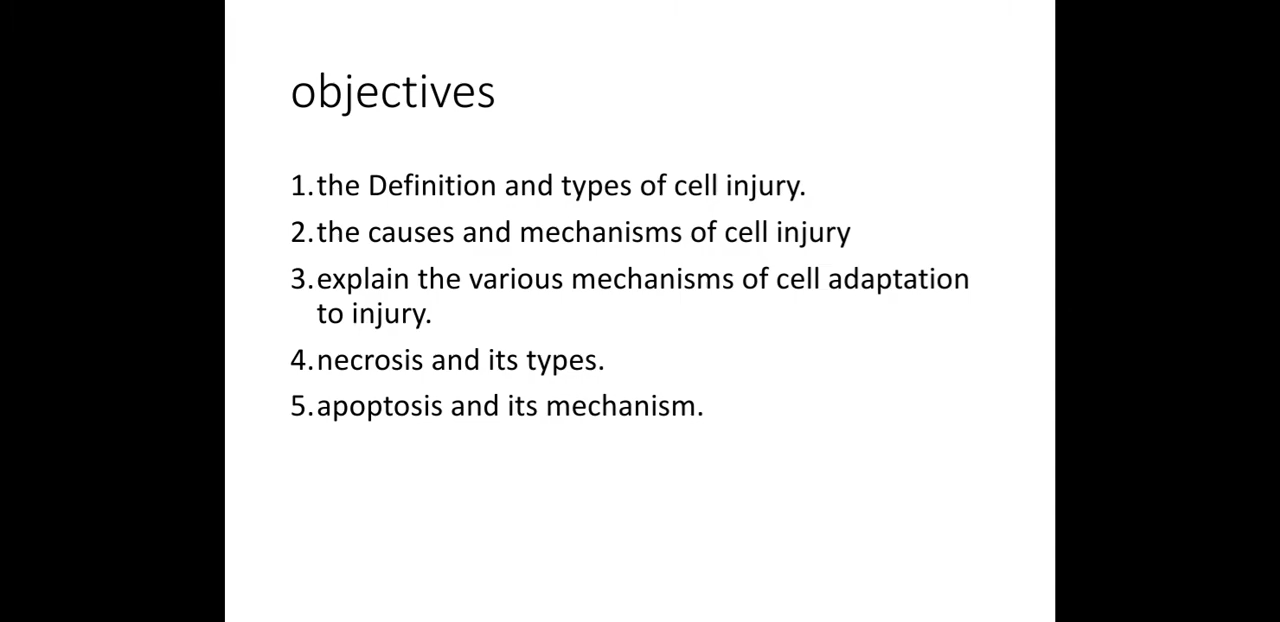 objectives
1.the Definition and types of cell injury.
2.the causes and mechanisms of cell injury
3.explain the various mechanisms of cell adaptation
to injury.
4.necrosis and its types.
5.apoptosis and its mechanism.